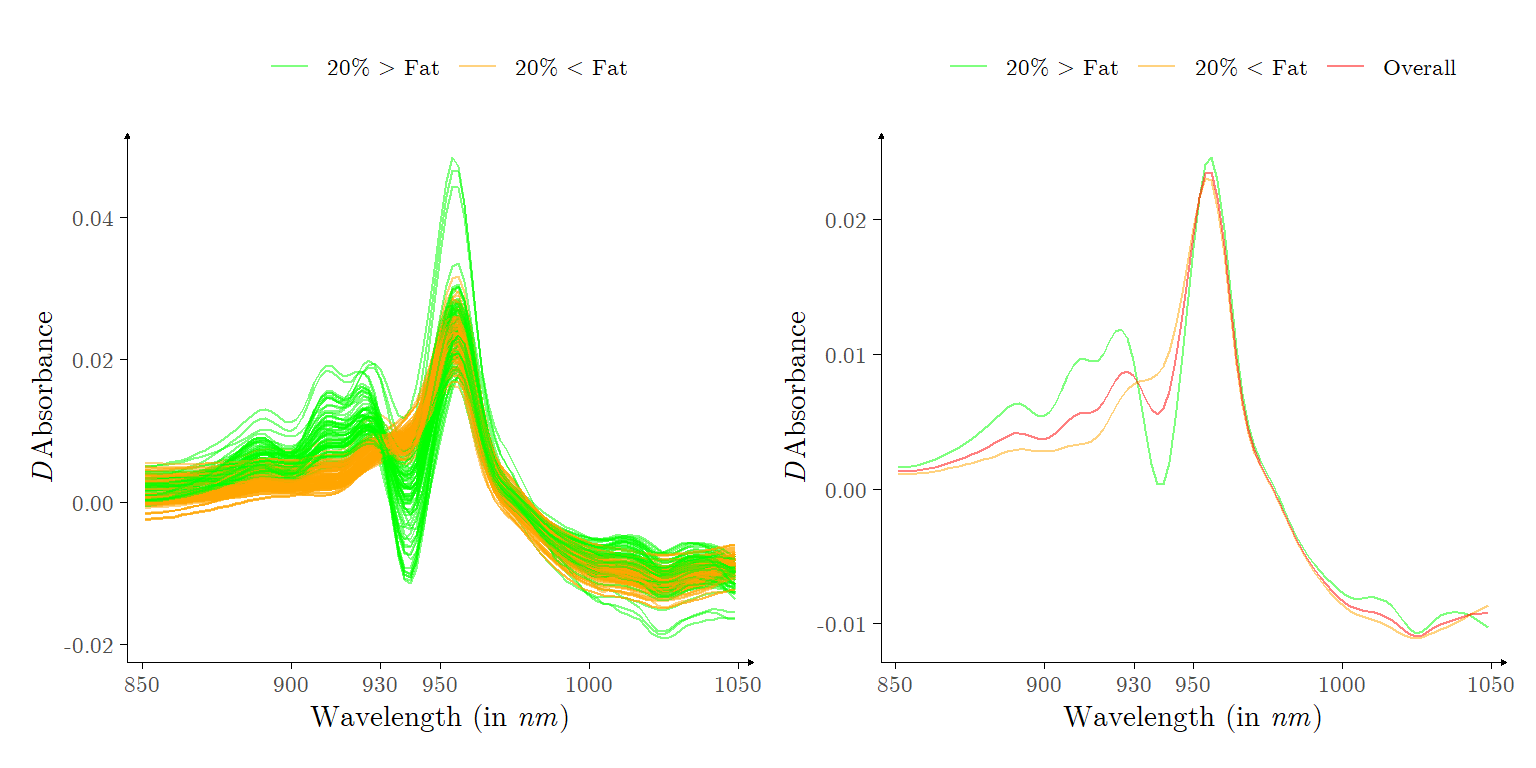 20% > Fat 20% < Fat
0.04
0.02
0.00
-0.02
DAbsorbance
850 900 930 950 1000 1050
Wavelength (in nm)
20% > Fat 20% < Fat Overall
0.02
0.01
0.00
-0.01
DAbsorbance
850 900 930 950 1000 1050
Wavelength (in nm)